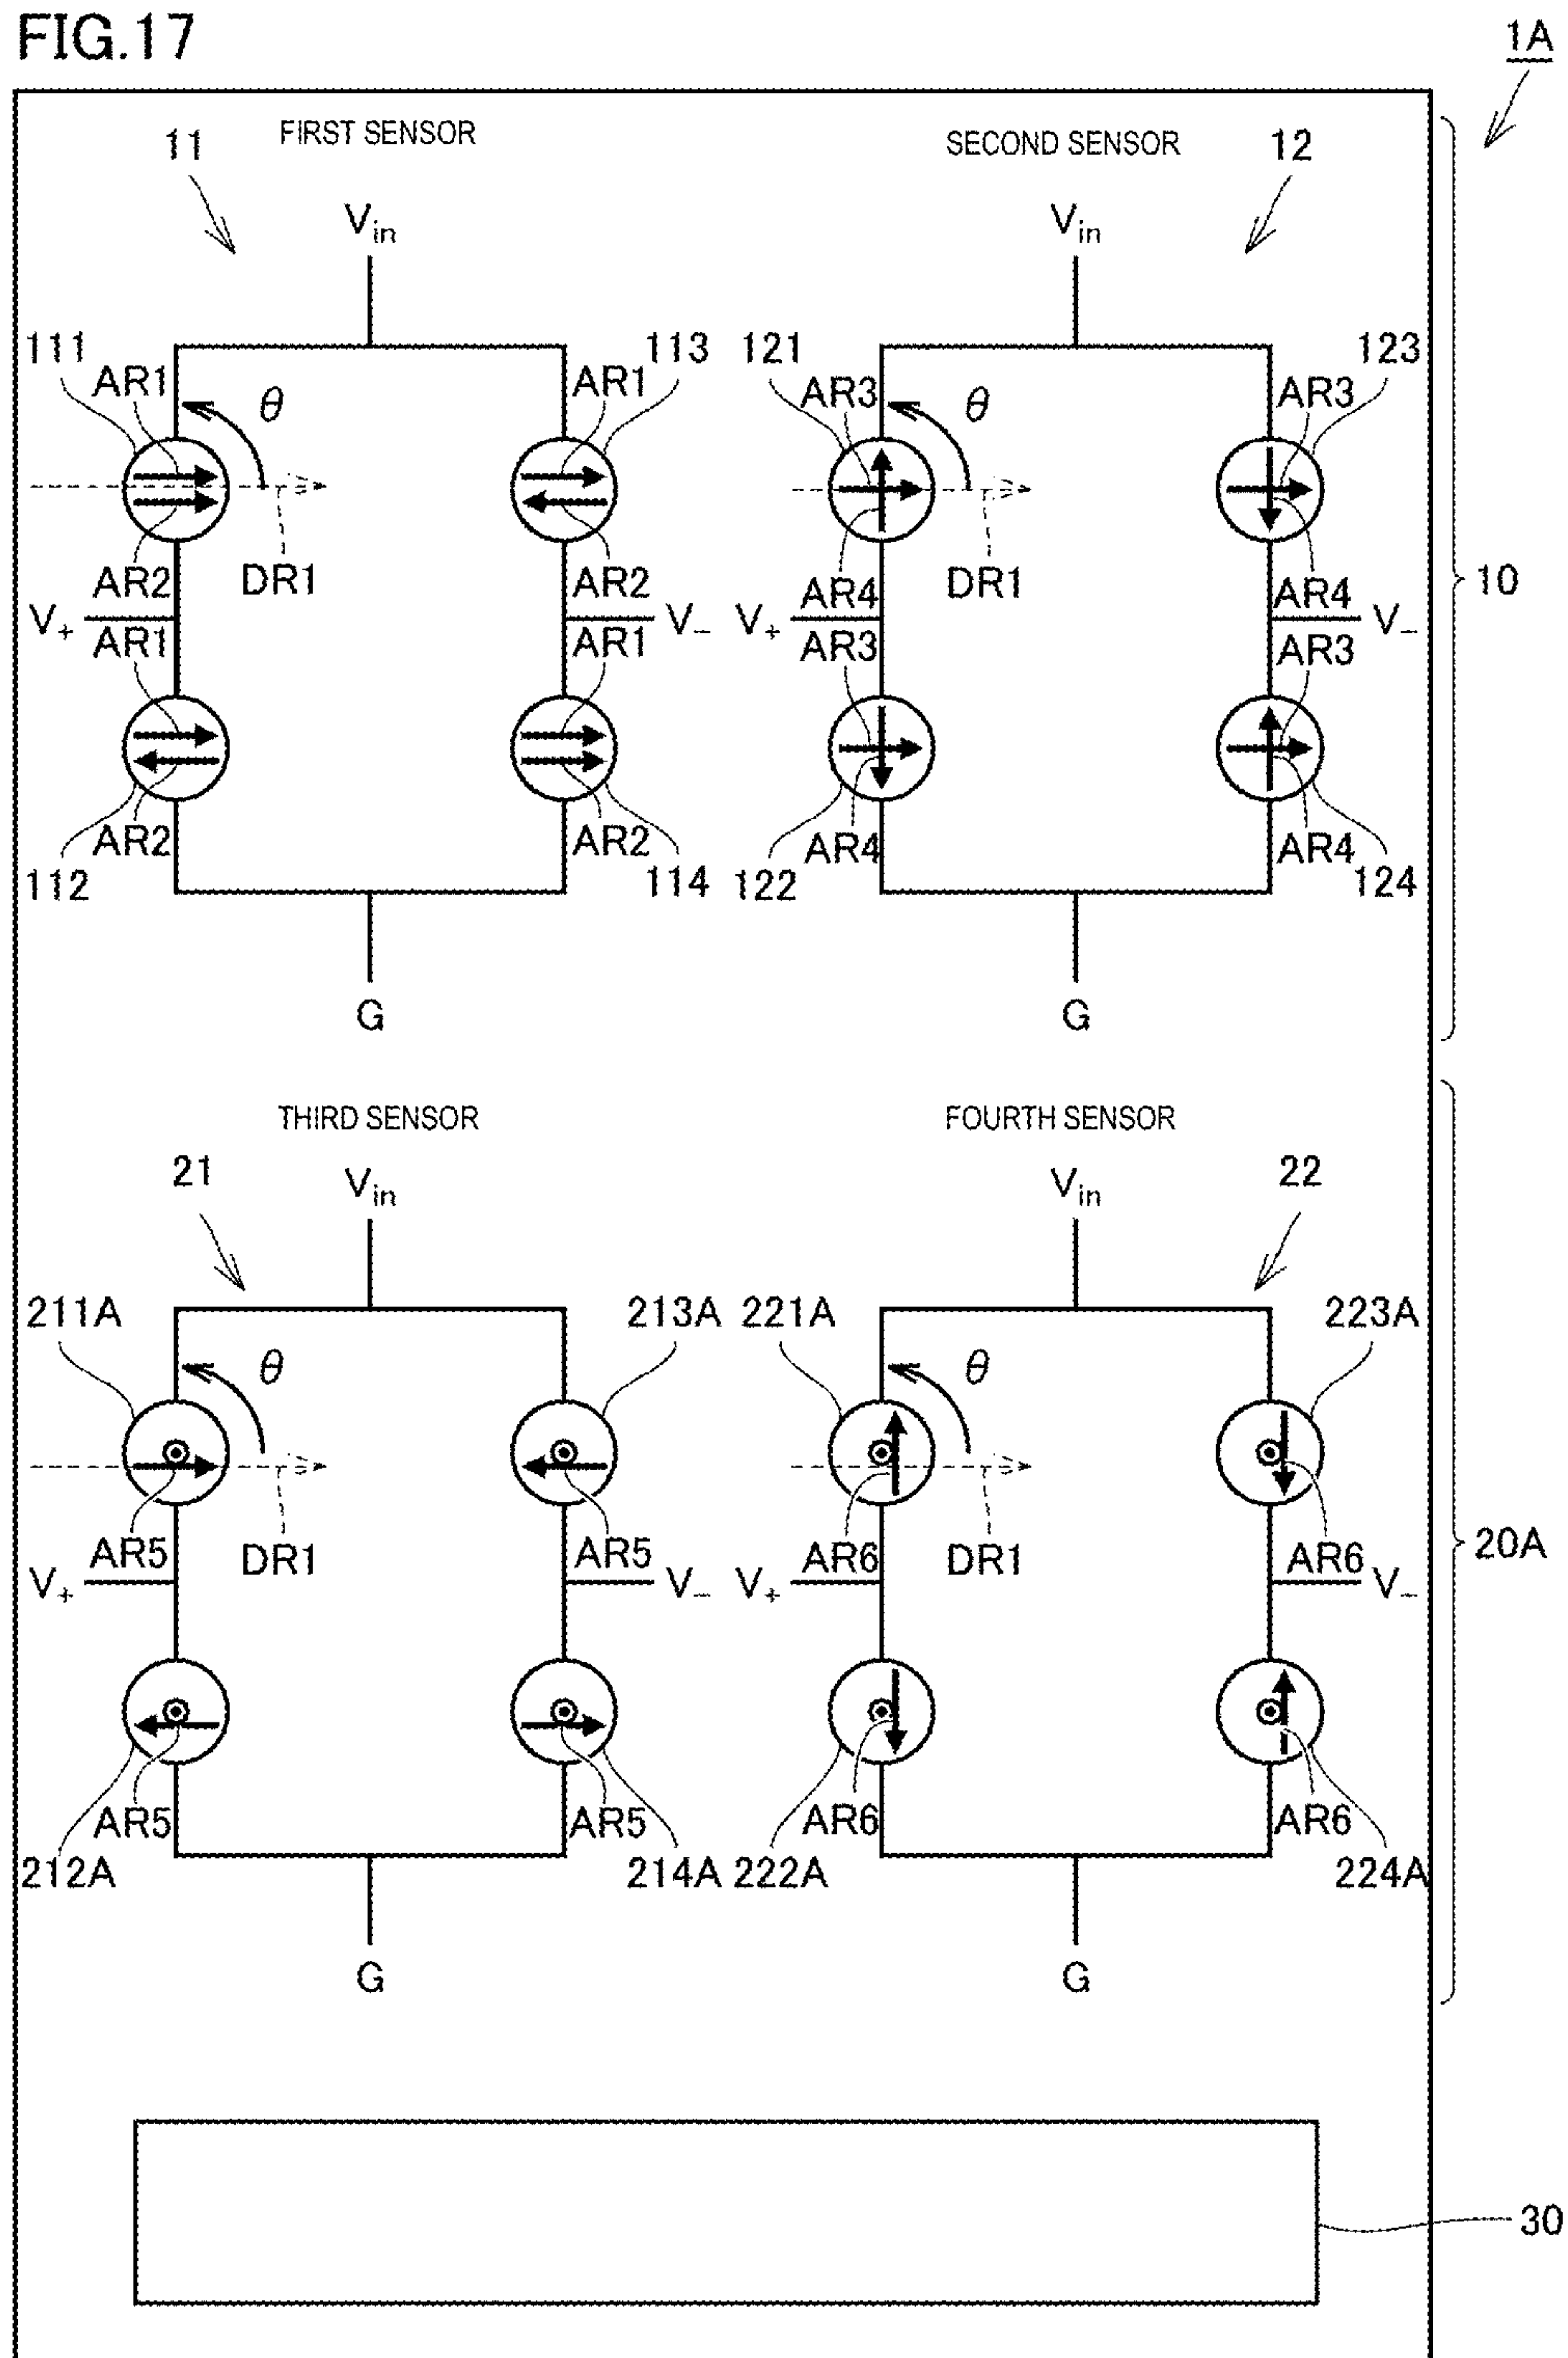 FIG.17
1A
11 FIRST SENSOR SECOND SENSOR 12
Vin Vin
111 113 121 123
AR1 θ AR1 AR3 θ AR3
AR2 DR1 AR2 AR4 DR1 AR4
10
V+ V− V+ V−
AR1 AR1 AR3 AR3
AR2 AR2 AR4 AR4
112 114 122 124
G G
THIRD SENSOR FOURTH SENSOR
21 Vin Vin 22
211A 213A 221A 223A
θ θ
AR5 DR1 AR5 AR6 DR1 AR6
20A
V+ V− V+ V−
AR5 AR5 AR6 AR6
212A 214A 222A 224A
G G
30